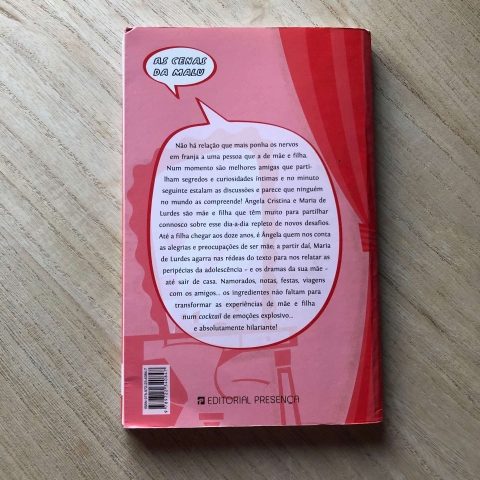 AS CENAS
DA MALU
Não há relação que mais ponha os nervos
em franja a uma pessoa que a de mãe e filha.
Num momento são melhores amigas que parti-
lham segredos e curiosidades íntimas e no minuto
seguinte estalam as discussões e parece que ninguém
no mundo as compreende! Ângela Cristina e Maria de
Lurdes são mãe e filha que têm muito para partilhar
connosco sobre esse dia-a-dia repleto de novos desafios.
Até a filha chegar aos doze anos, é Ângela quem nos conta
as alegrias e preocupações de ser mãe; a partir daí, Maria
de Lurdes agarra nas rédeas do texto para nos relatar as
peripécias da adolescência – e os dramas da sua mãe –
até sair de casa. Namorados, notas, festas, viagens
com os amigos... os ingredientes não faltam para
transformar as experiências de mãe e filha
num cocktail de emoções explosivo...
e absolutamente hilariante!
EDITORIAL PRESENÇA